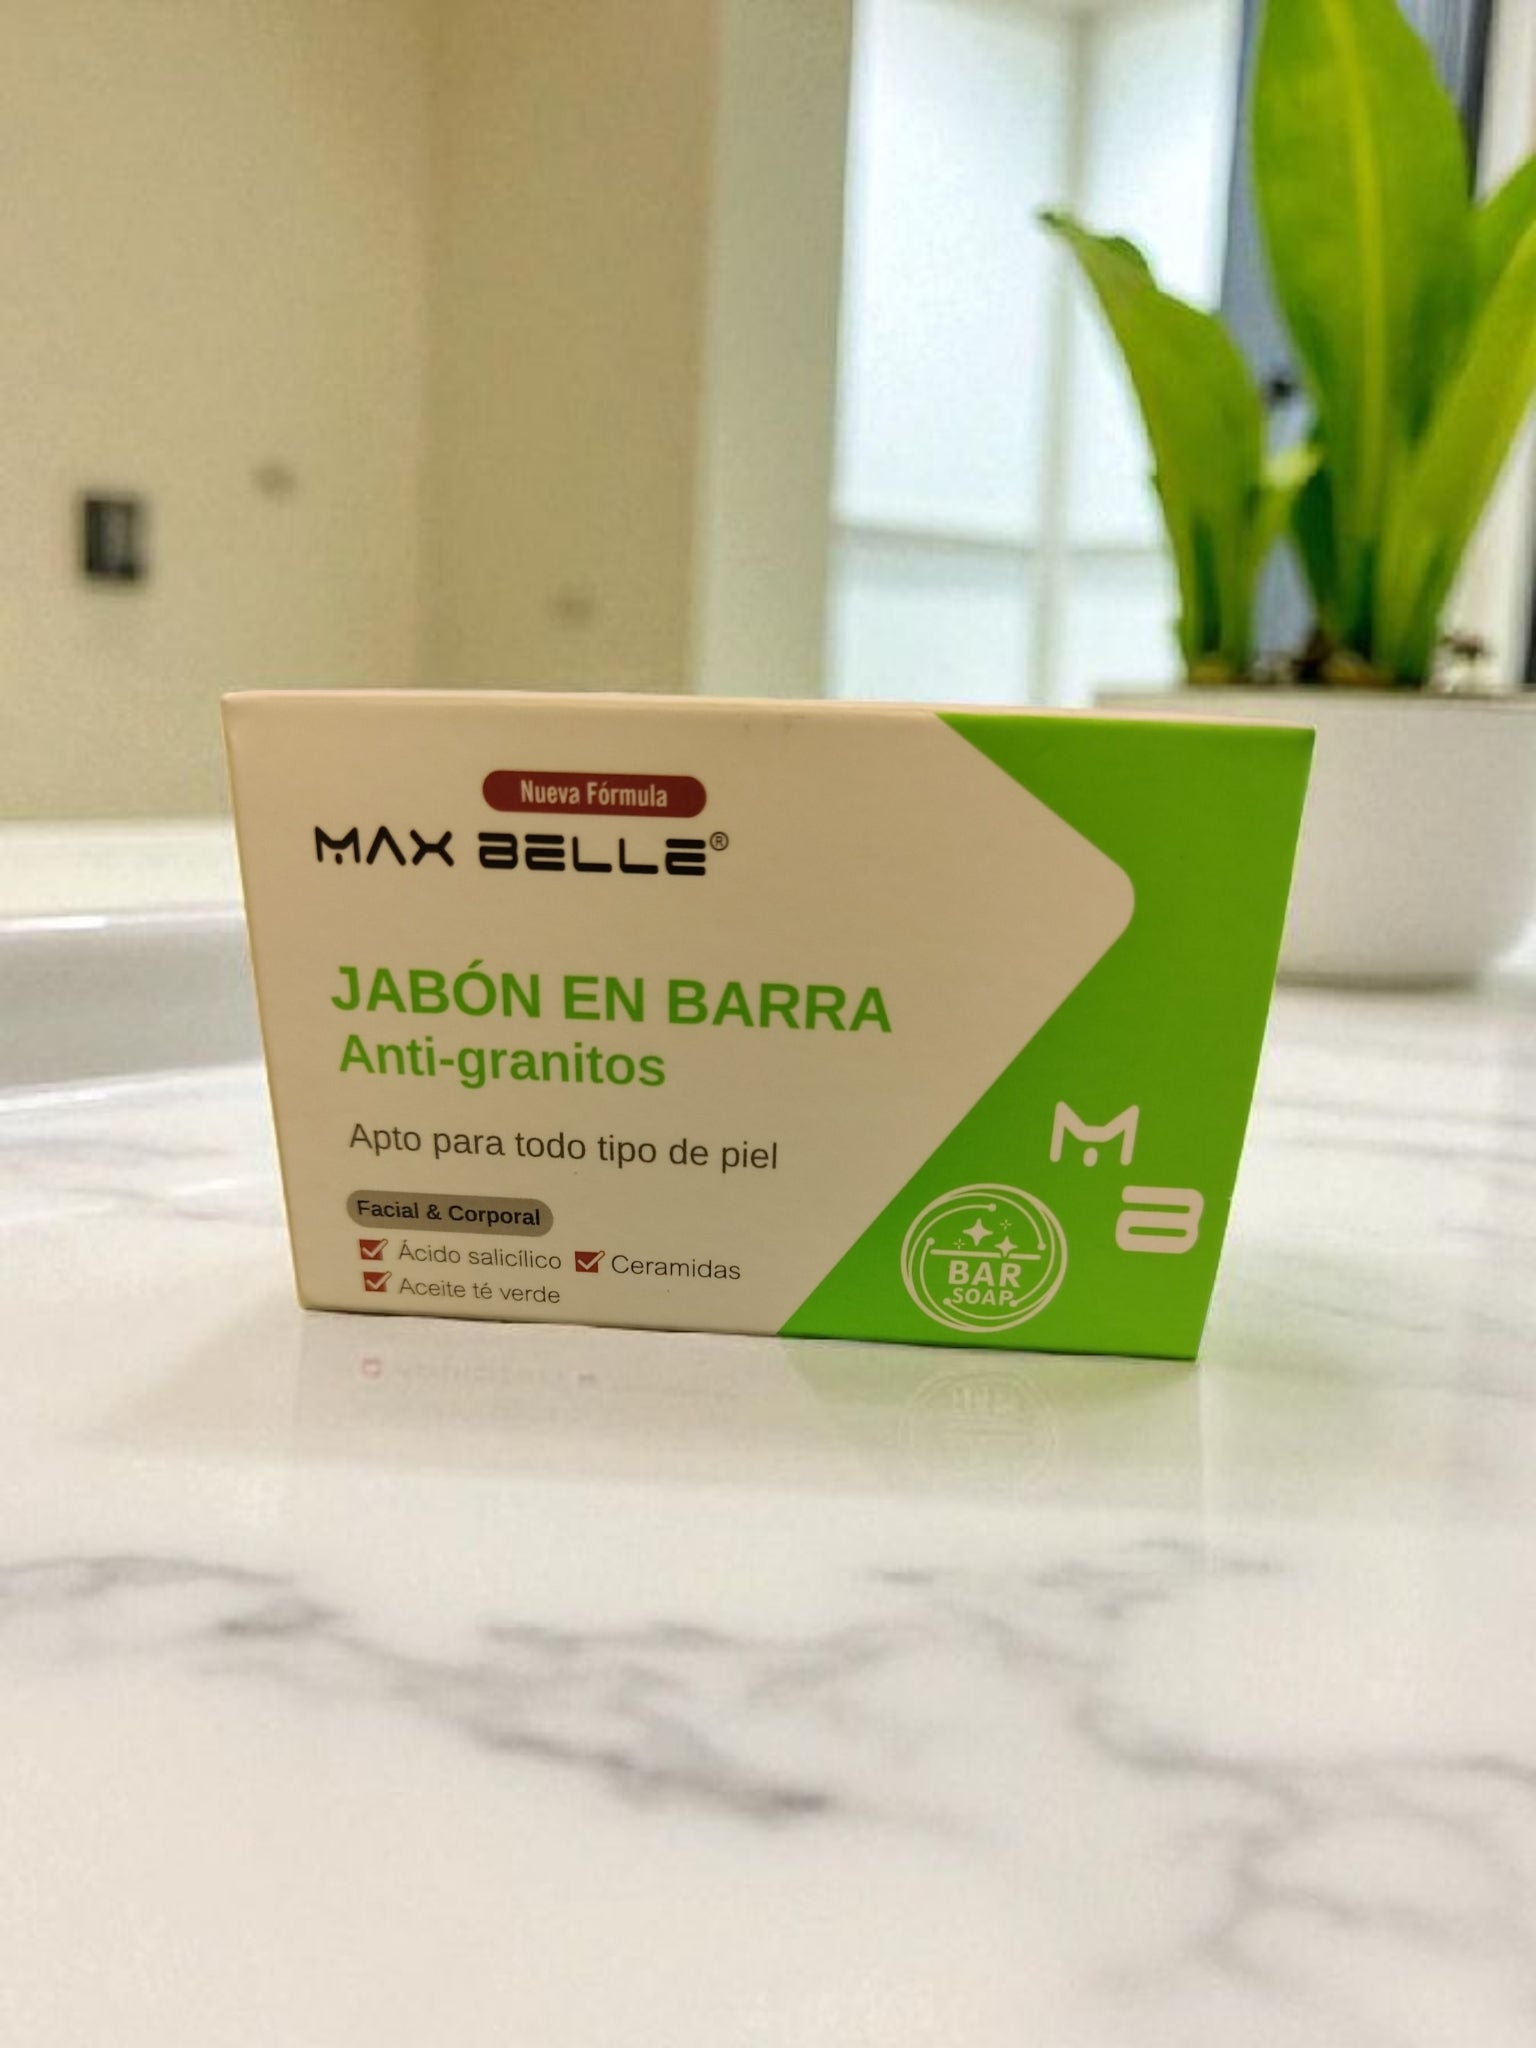 Nueva Fórmula
MAX BELLE®
JABÓN EN BARRA
Anti-granitos
Apto para todo tipo de piel
Facial & Corporal
Ácido salicílico Ceramidas
Aceite té verde
M
B
BAR
SOAP